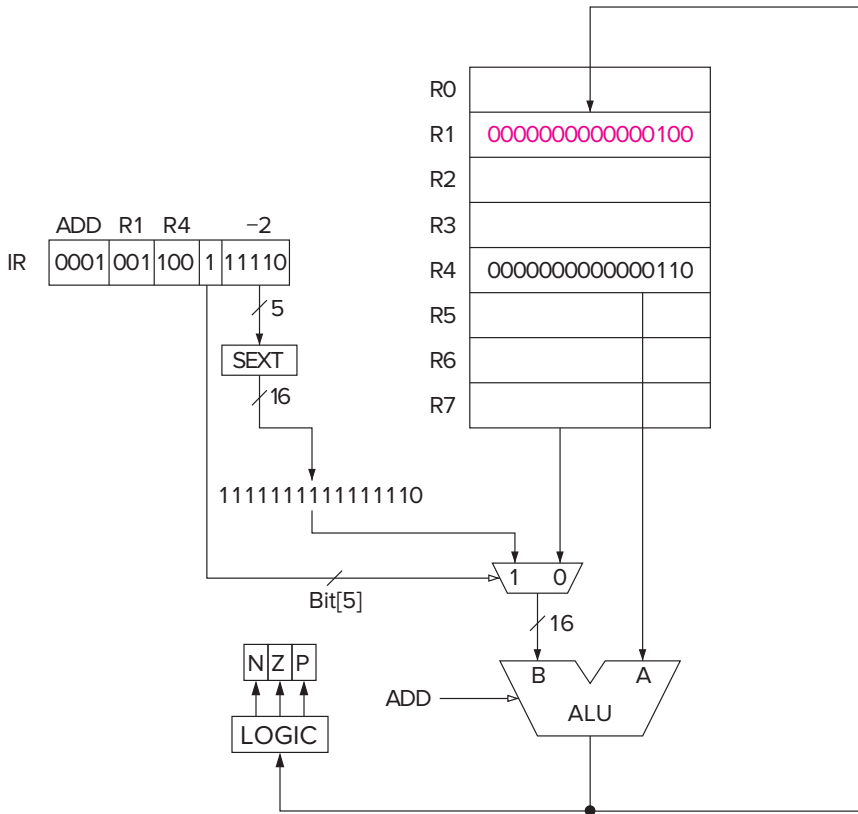 R0
R1 0000000000000100
R2
ADD R1 R4 −2
R3
IR 0001 001 100 1 11110
R4 0000000000000110
5
R5
SEXT
R6
16
R7
1111111111111110
1 0
Bit[5]
16
N Z P
B A
ADD
ALU
LOGIC